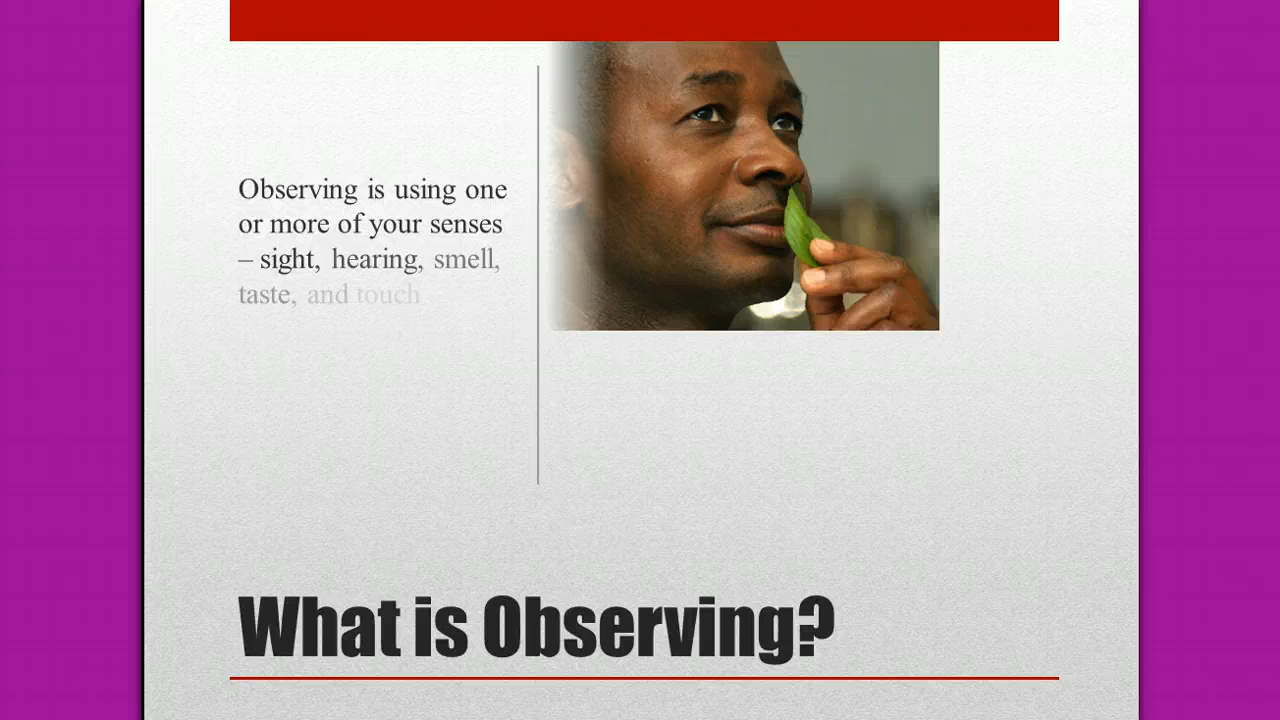 Observing is using one
or more of your senses
– sight, hearing, smell,
taste, and touch
What is Observing?